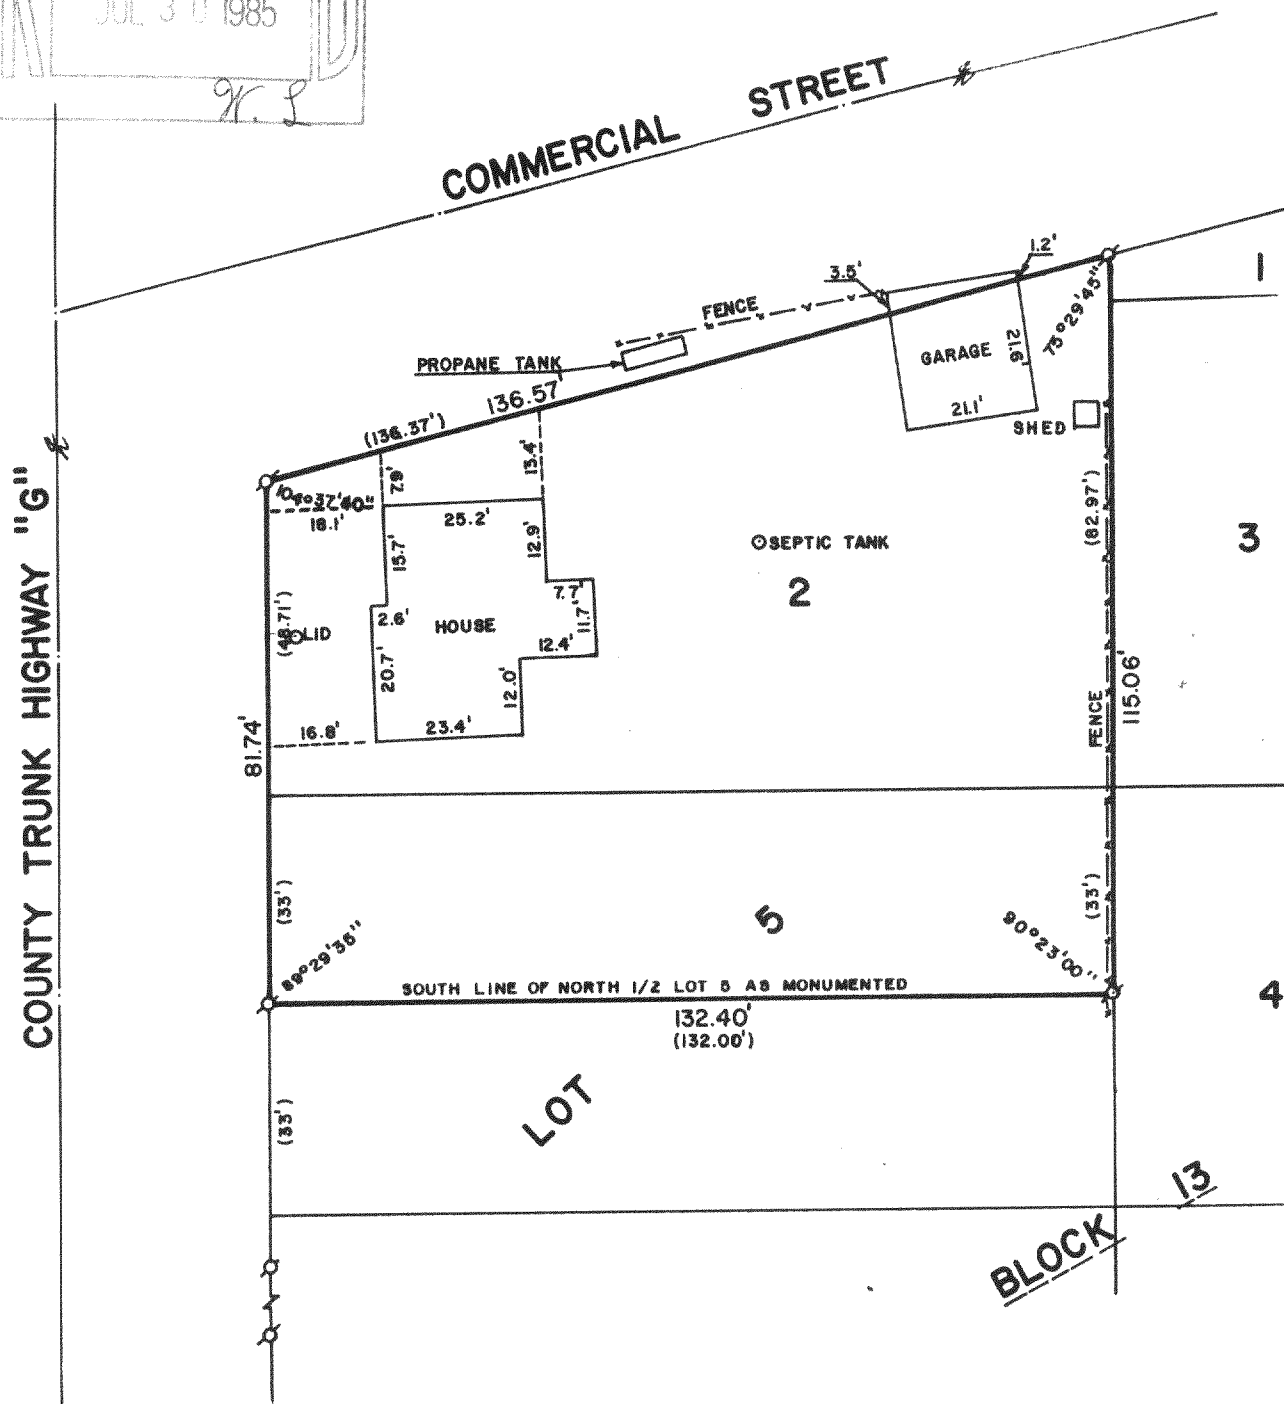 JUL 30 1985
W. L
COMMERCIAL STREET
COUNTY TRUNK HIGHWAY "G"
1.2'
3.5'
FENCE
PROPANE TANK
GARAGE
21.6'
21.1'
75°29'45"
SHED
1
3
4
136.57'
(136.37')
7.9'
13.4'
104°37'40"
18.1'
25.2'
15.7'
12.9'
7.7'
11.7'
2.6'
HOUSE
12.4'
20.7'
12.0'
23.4'
16.8'
(48.71')
LID
81.74'
SEPTIC TANK
2
(82.97')
FENCE
115.06'
(33')
(33')
5
89°29'35"
90°23'00"
SOUTH LINE OF NORTH 1/2 LOT 5 AS MONUMENTED
132.40'
(132.00')
(33')
LOT
13
BLOCK